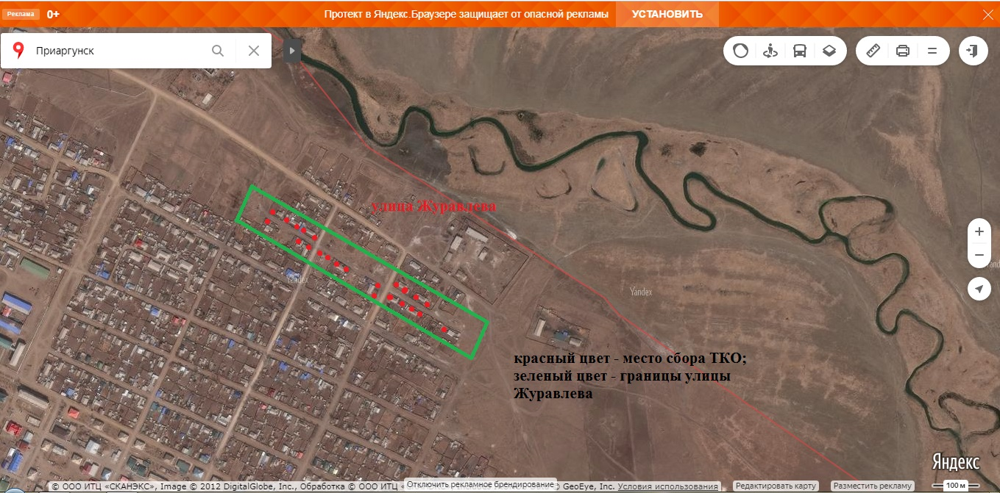 Реклама 0+ Протект в Яндекс.Браузере защищает от опасной рекламы УСТАНОВИТЬ
Приаргунск
улица Журавлева
Yandex
Yandex
красный цвет - место сбора ТКО;
зеленый цвет - границы улицы
Журавлева
Яндекс
© ООО ИТЦ «СКАНЭКС», Image © 2012 DigitalGlobe, Inc., Обработка © ООО ИТЦ Отключить рекламное брендирование GeoEye, Inc. Условия использования Редактировать карту Разместить рекламу 100 м